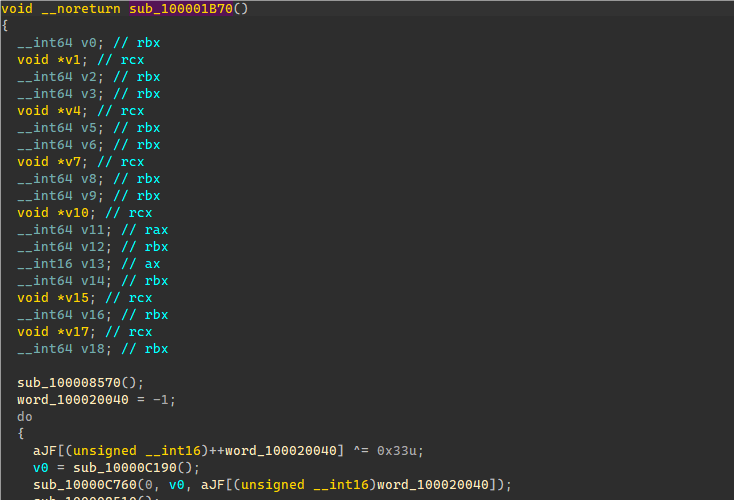 void __noreturn sub_100001B70()
{
__int64 v0; // rbx
void *v1; // rcx
__int64 v2; // rbx
__int64 v3; // rbx
void *v4; // rcx
__int64 v5; // rbx
__int64 v6; // rbx
void *v7; // rcx
__int64 v8; // rbx
__int64 v9; // rbx
void *v10; // rcx
__int64 v11; // rax
__int64 v12; // rbx
__int16 v13; // ax
__int64 v14; // rbx
void *v15; // rcx
__int64 v16; // rbx
void *v17; // rcx
__int64 v18; // rbx
sub_100008570();
word_100020040 = -1;
do
{
aJF[(unsigned __int16)++word_100020040] ^= 0x33u;
v0 = sub_10000C190();
sub_10000C760(0, v0, aJF[(unsigned __int16)word_100020040]);